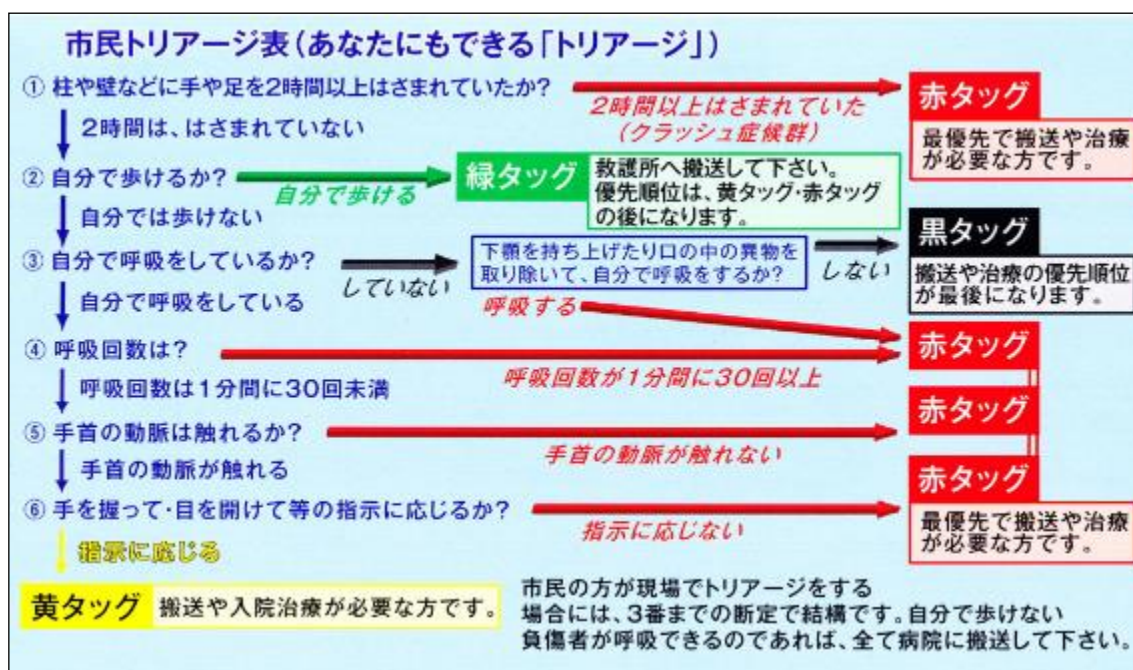 市民トリアージ表(あなたにもできる「トリアージ」)
① 柱や壁などに手や足を2時間以上はさまれていたか?
2時間以上はさまれていた
(クラッシュ症候群)
赤タッグ
最優先で搬送や治療
が必要な方です。
2時間は、はさまれていない
② 自分で歩けるか?
自分で歩ける
緑タッグ
救護所へ搬送して下さい。
優先順位は、黄タッグ・赤タッグ
の後になります。
自分では歩けない
③ 自分で呼吸をしているか?
していない
下顎を持ち上げたり口の中の異物を
取り除いて、自分で呼吸をするか?
しない
黒タッグ
搬送や治療の優先順位
が最後になります。
自分で呼吸をしている
呼吸する
赤タッグ
④ 呼吸回数は?
呼吸回数が1分間に30回以上
呼吸回数は1分間に30回未満
赤タッグ
⑤ 手首の動脈は触れるか?
手首の動脈が触れない
手首の動脈が触れる
赤タッグ
⑥ 手を握って・目を開けて等の指示に応じるか?
指示に応じない
最優先で搬送や治療
が必要な方です。
指示に応じる
黄タッグ
搬送や入院治療が必要な方です。
市民の方が現場でトリアージをする
場合には、3番までの断定で結構です。自分で歩けない
負傷者が呼吸できるのであれば、全て病院に搬送して下さい。